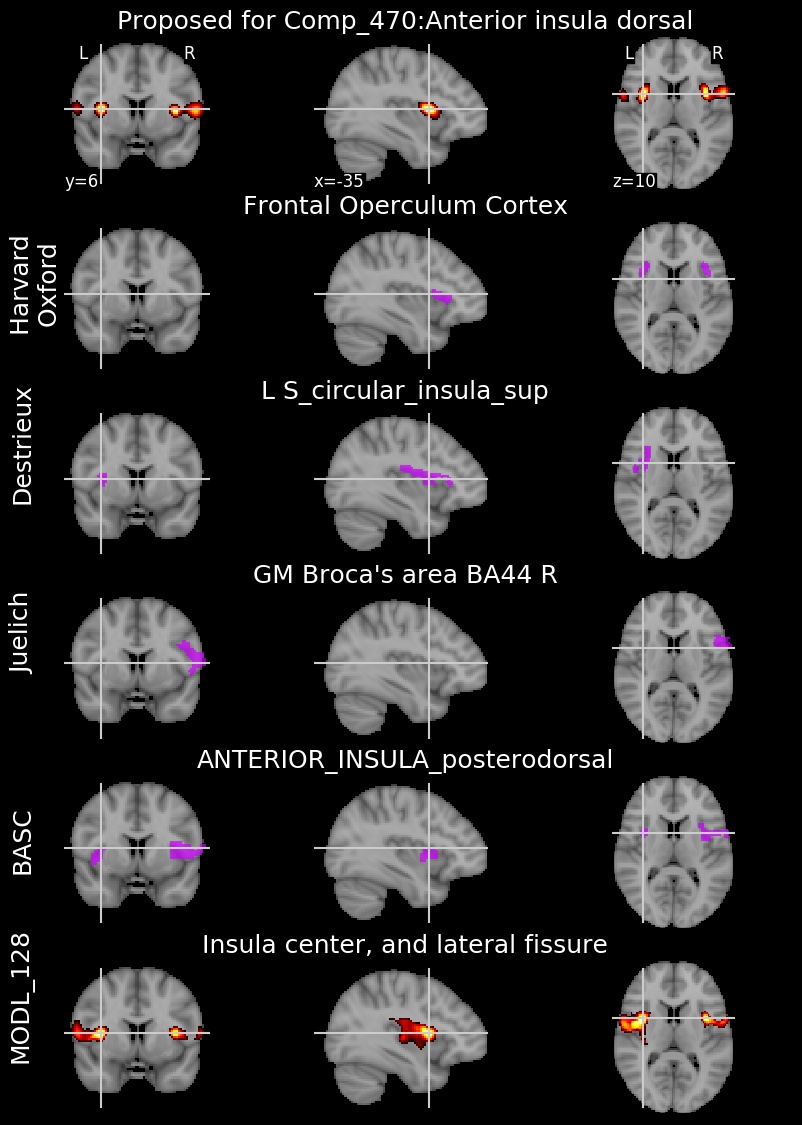 Proposed for Comp_470:Anterior insula dorsal
L R
L R
y=6
x=-35
z=10
Frontal Operculum Cortex
Harvard
Oxford
L S_circular_insula_sup
Destrieux
GM Broca's area BA44 R
Juelich
ANTERIOR_INSULA_posterodorsal
BASC
Insula center, and lateral fissure
MODL_128